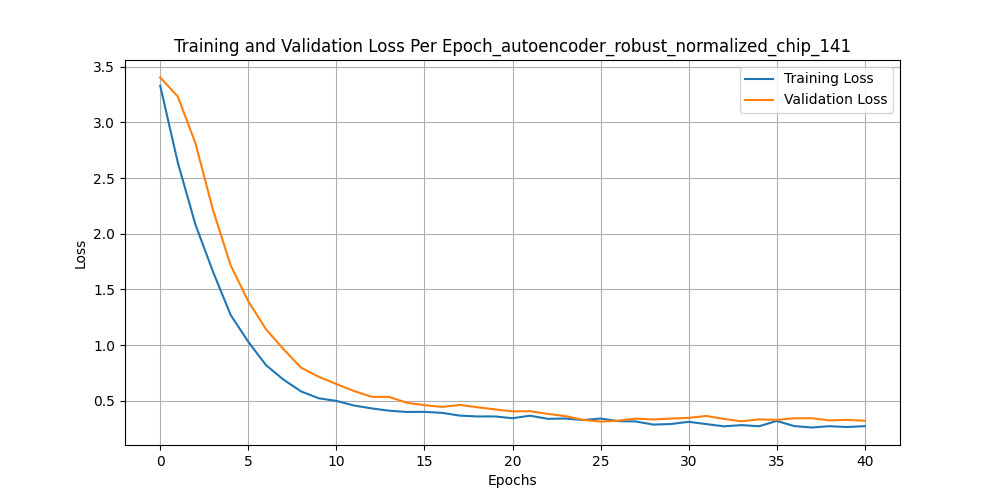 Training and Validation Loss Per Epoch_autoencoder_robust_normalized_chip_141
Training Loss
Validation Loss
3.5
3.0
2.5
2.0
1.5
1.0
0.5
Loss
0 5 10 15 20 25 30 35 40
Epochs